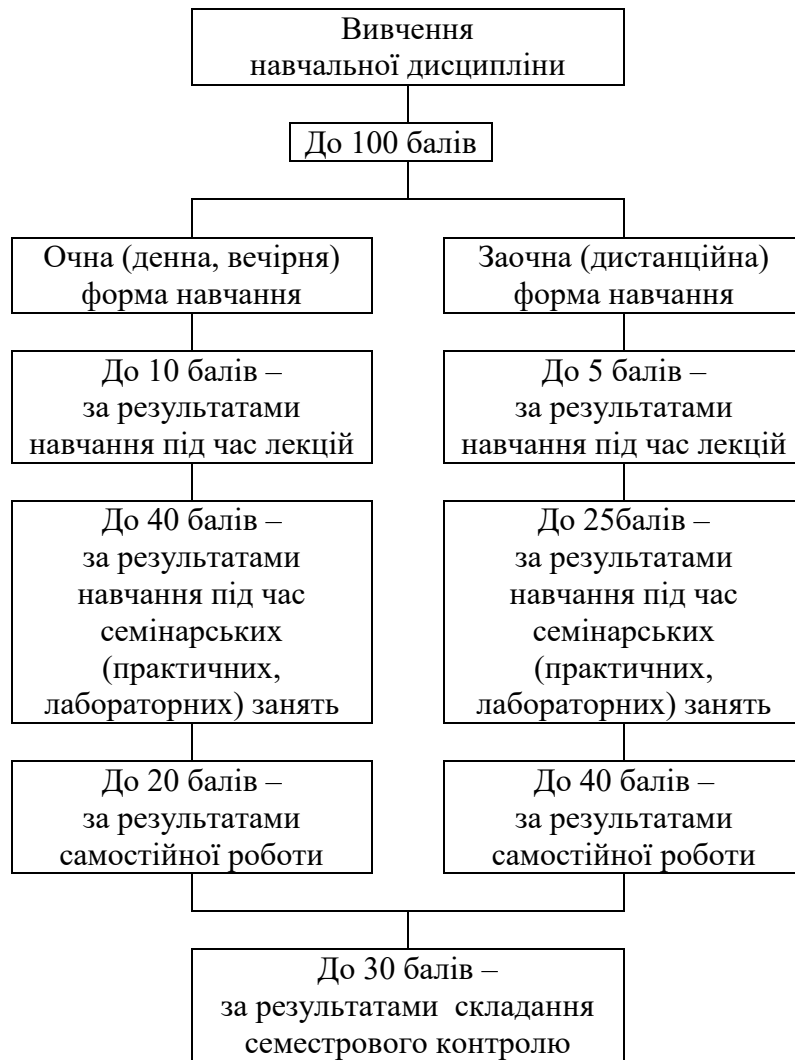 Вивчення
навчальної дисципліни
До 100 балів
Очна (денна, вечірня)
форма навчання
Заочна (дистанційна)
форма навчання
До 10 балів –
за результатами
навчання під час лекцій
До 5 балів –
за результатами
навчання під час лекцій
До 40 балів –
за результатами
навчання під час
семінарських
(практичних,
лабораторних) занять
До 25балів –
за результатами
навчання під час
семінарських
(практичних,
лабораторних) занять
До 20 балів –
за результатами
самостійної роботи
До 40 балів –
за результатами
самостійної роботи
До 30 балів –
за результатами складання
семестрового контролю